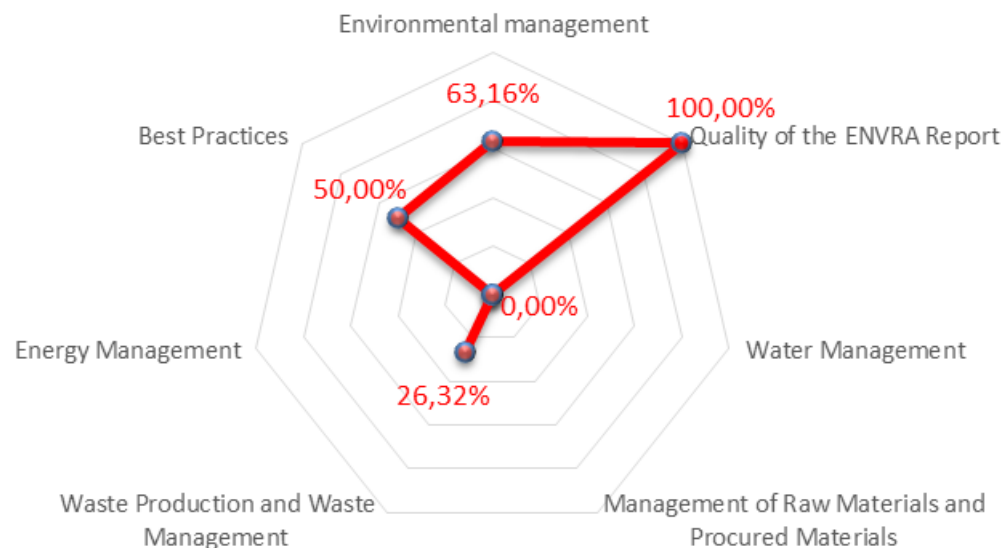 Environmental management
63,16%
100,00%
Best Practices
Quality of the ENVRA Report
50,00%
0,00%
Energy Management
Water Management
26,32%
Waste Production and Waste
Management
Management of Raw Materials and
Procured Materials